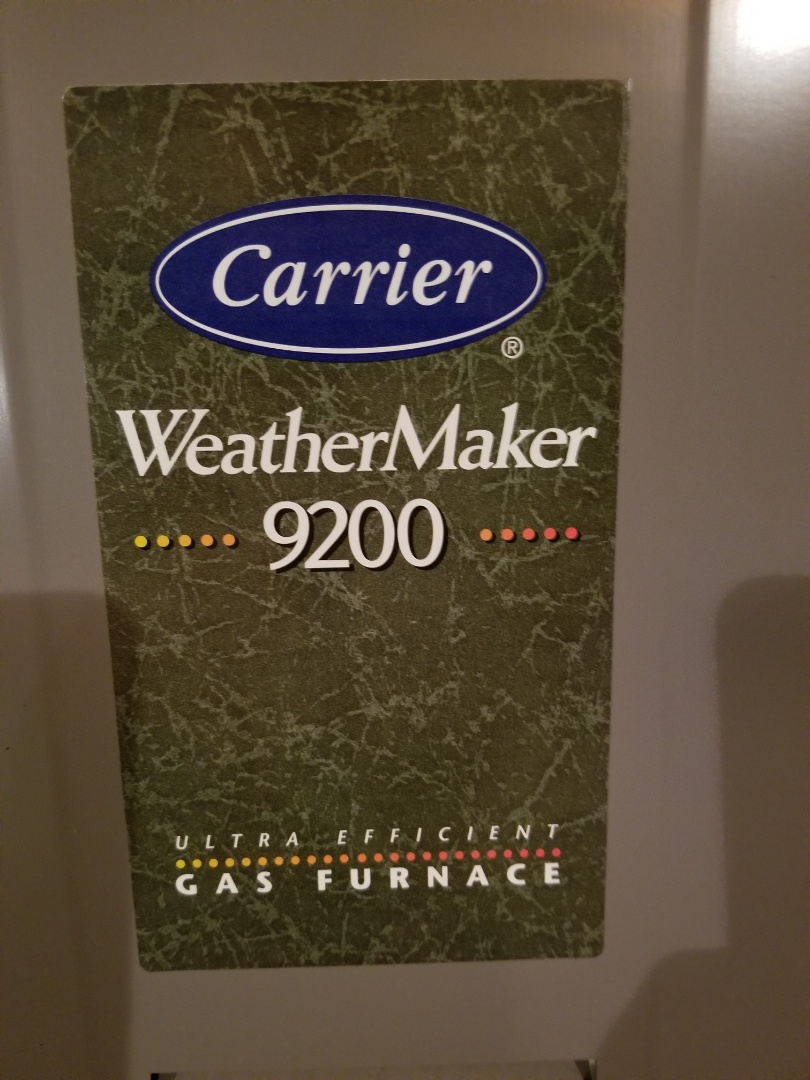 Carrier
®
WeatherMaker
9200
ULTRA EFFICIENT
GAS FURNACE